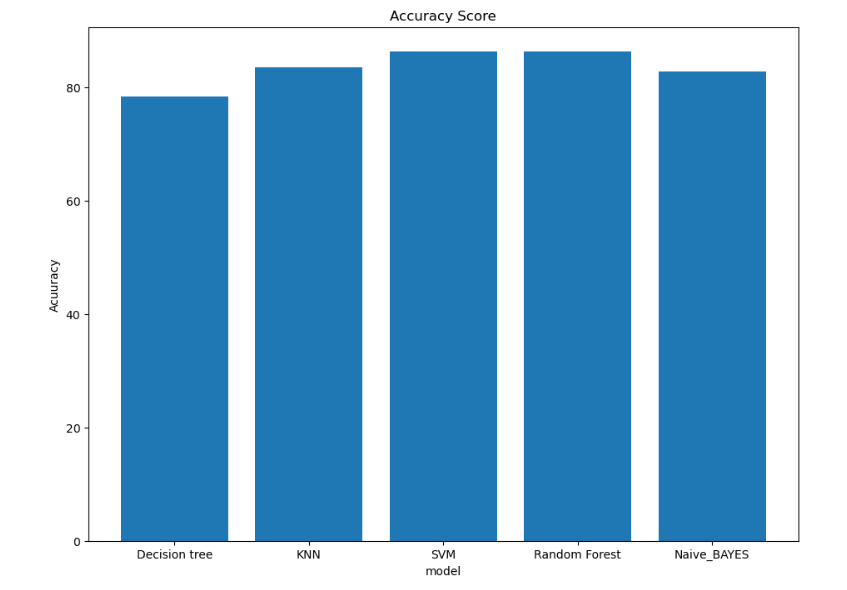 Accuracy Score
Acuuracy
80
60
40
20
0
Decision tree KNN SVM Random Forest Naive_BAYES
model